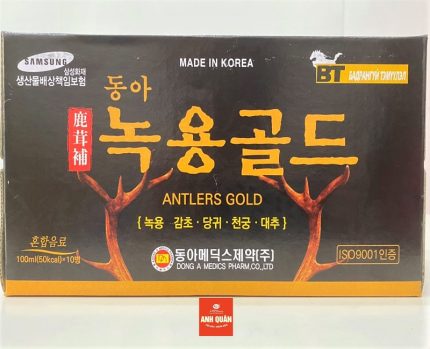 SAMSUNG
삼성화재
생산물배상책임보험
MADE IN KOREA
BT
БАДРАНГУЙ ТЭМҮҮЛЭЛ
동아
鹿茸補
녹용골드
ANTLERS GOLD
{ 녹용 감초·당귀·천궁·대추 }
혼합음료
100ml(50kcal)×10병
동아메딕스제약(주)
DONG A MEDICS PHARM.CO.,LTD
ISO9001인증
ANH QUÂN